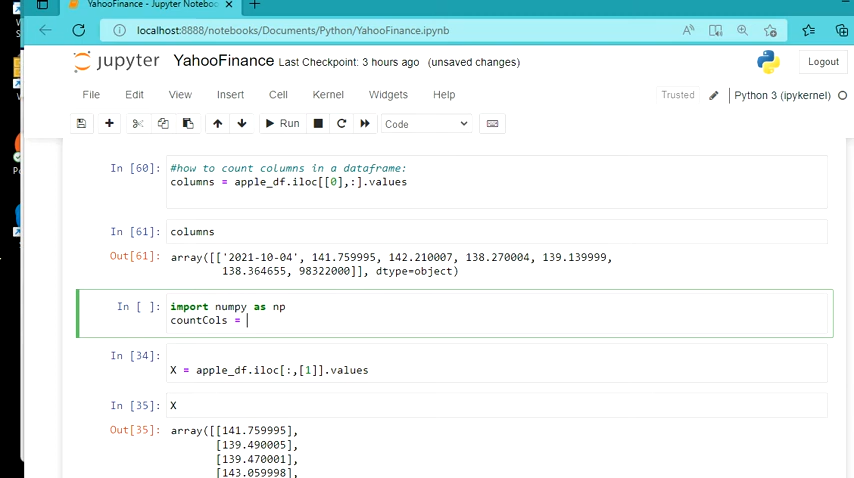 YahooFinance - Jupyter Noteboo
localhost:8888/notebooks/Documents/Python/YahooFinance.ipynb
jupyter YahooFinance Last Checkpoint: 3 hours ago (unsaved changes) Logout
File Edit View Insert Cell Kernel Widgets Help Trusted Python 3 (ipykernel)
Run Code
In [60]: #how to count columns in a dataframe:
columns = apple_df.iloc[[0],:].values
In [61]: columns
Out[61]: array([['2021-10-04', 141.759995, 142.210007, 138.270004, 139.139999,
138.364655, 98322000]], dtype=object)
In [ ]: import numpy as np
countCols =
In [34]:
X = apple_df.iloc[:,[1]].values
In [35]: X
Out[35]: array([[141.759995],
[139.490005],
[139.470001],
[143.059998],